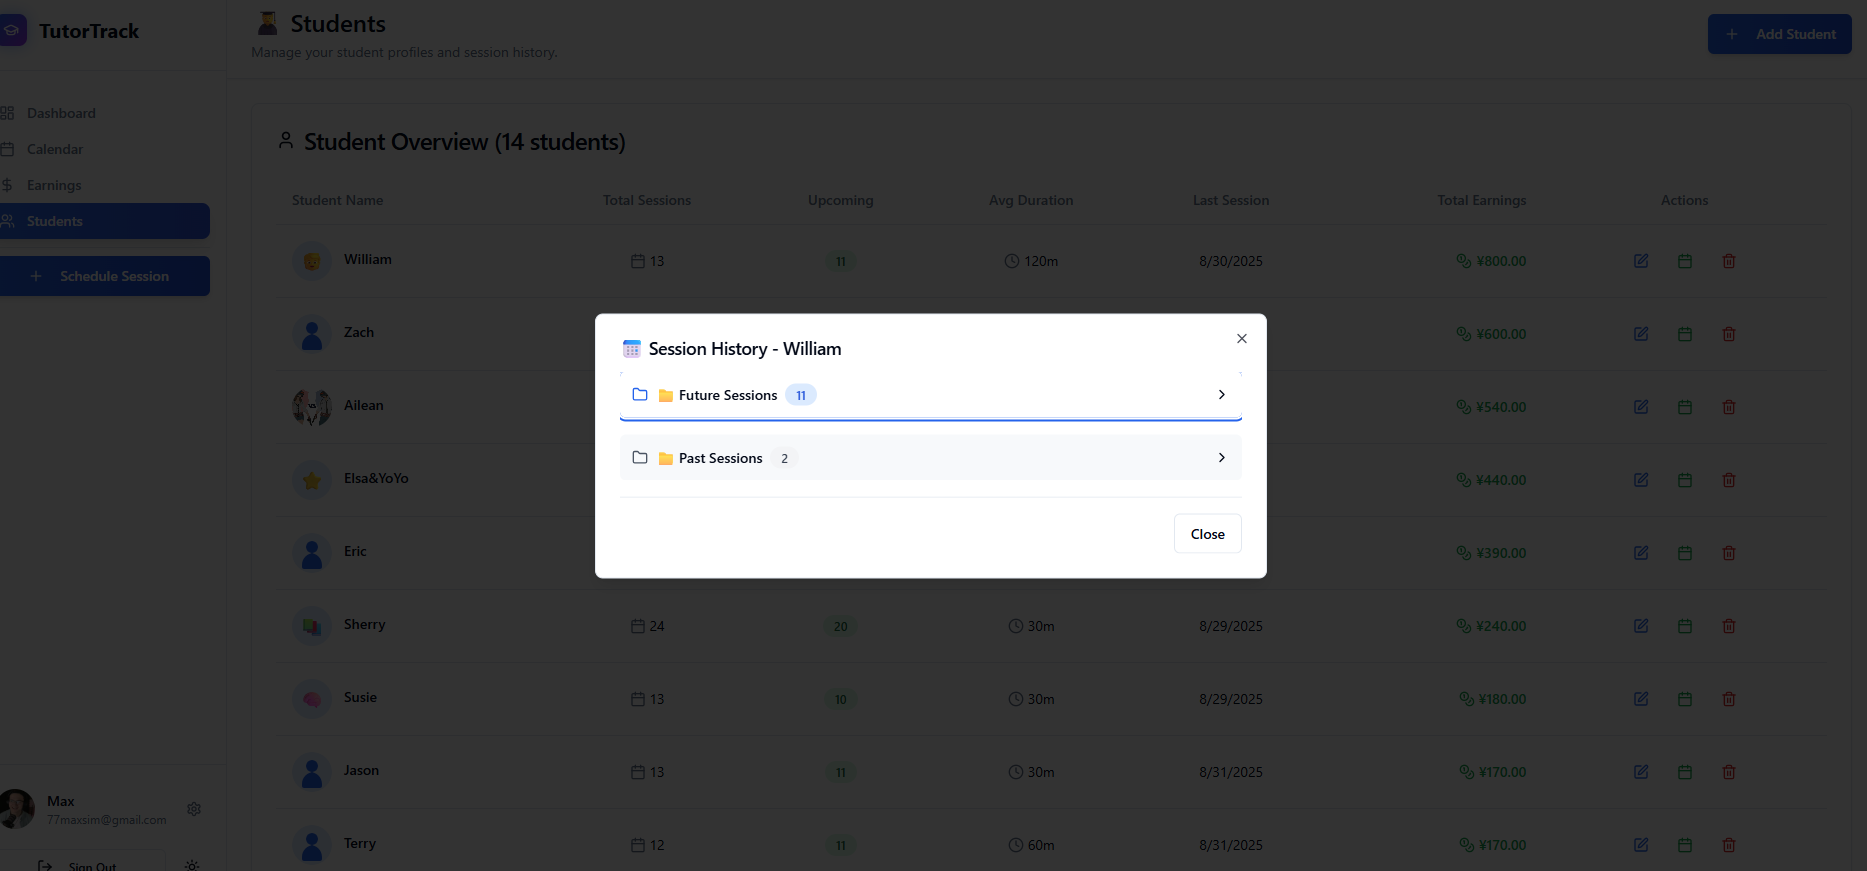 TutorTrack
Dashboard
Calendar
Earnings
Students
Schedule Session
Max
77maxsim@gmail.com
Sign Out
Students
Manage your student profiles and session history.
Add Student
Student Overview (14 students)
Student Name Total Sessions Upcoming Avg Duration Last Session Total Earnings Actions
William 13 11 120m 8/30/2025 ¥800.00
Zach ¥600.00
Ailean ¥540.00
Elsa&YoYo ¥440.00
Eric ¥390.00
Sherry 24 20 30m 8/29/2025 ¥240.00
Susie 13 10 30m 8/29/2025 ¥180.00
Jason 13 11 30m 8/31/2025 ¥170.00
Terry 12 11 60m 8/31/2025 ¥170.00
Session History - William
Future Sessions 11
Past Sessions 2
Close